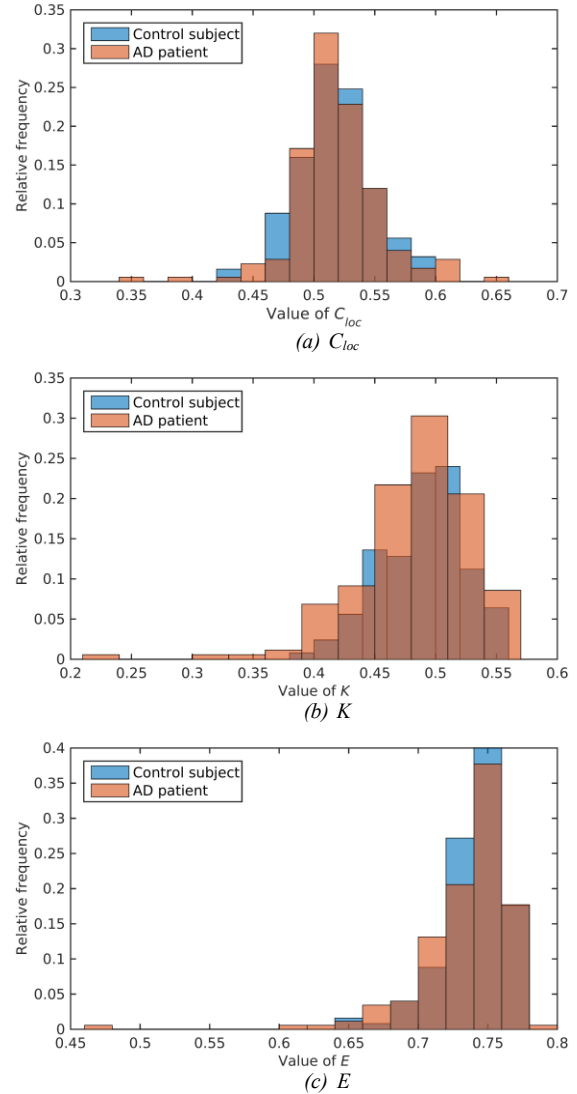 0.35
0.3
0.25
0.2
0.15
0.1
0.05
0
Relative frequency
Control subject
AD patient
0.3 0.35 0.4 0.45 0.5 0.55 0.6 0.65 0.7
Value of C_loc
(a) C_loc
0.35
0.3
0.25
0.2
0.15
0.1
0.05
0
Relative frequency
Control subject
AD patient
0.2 0.25 0.3 0.35 0.4 0.45 0.5 0.55 0.6
Value of K
(b) K
0.4
0.35
0.3
0.25
0.2
0.15
0.1
0.05
0
Relative frequency
Control subject
AD patient
0.45 0.5 0.55 0.6 0.65 0.7 0.75 0.8
Value of E
(c) E